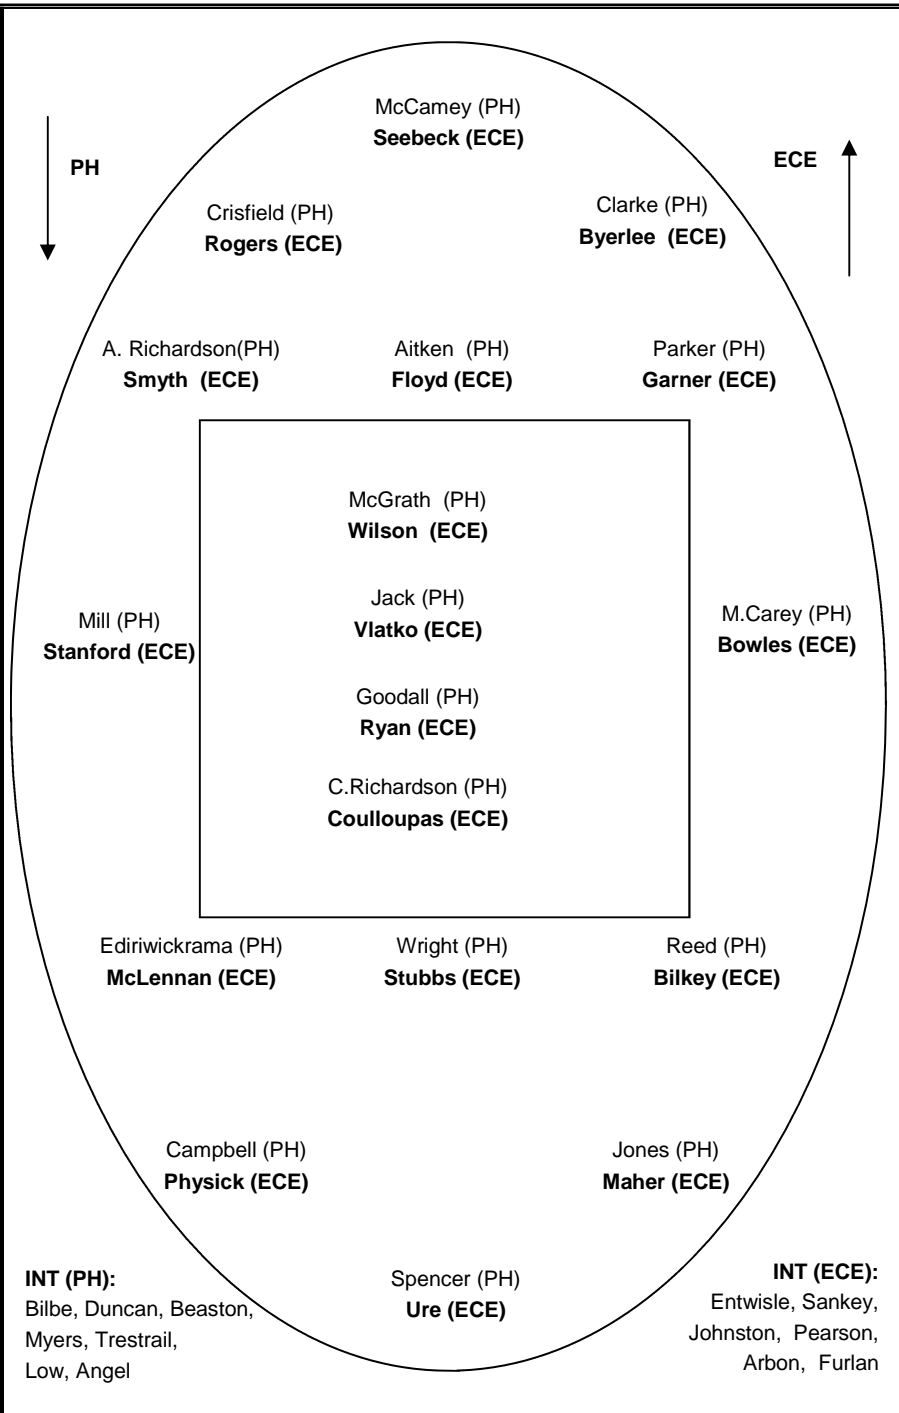 McCamey (PH)
Seebeck (ECE)
PH
ECE
Crisfield (PH)
Rogers (ECE)
Clarke (PH)
Byerlee (ECE)
A. Richardson(PH)
Smyth (ECE)
Aitken (PH)
Floyd (ECE)
Parker (PH)
Garner (ECE)
McGrath (PH)
Wilson (ECE)
Jack (PH)
Vlatko (ECE)
Mill (PH)
Stanford (ECE)
M.Carey (PH)
Bowles (ECE)
Goodall (PH)
Ryan (ECE)
C.Richardson (PH)
Coulloupas (ECE)
Ediriwickrama (PH)
McLennan (ECE)
Wright (PH)
Stubbs (ECE)
Reed (PH)
Bilkey (ECE)
Campbell (PH)
Physick (ECE)
Jones (PH)
Maher (ECE)
Spencer (PH)
Ure (ECE)
INT (PH):
Bilbe, Duncan, Beaston,
Myers, Trestrail,
Low, Angel
INT (ECE):
Entwisle, Sankey,
Johnston, Pearson,
Arbon, Furlan